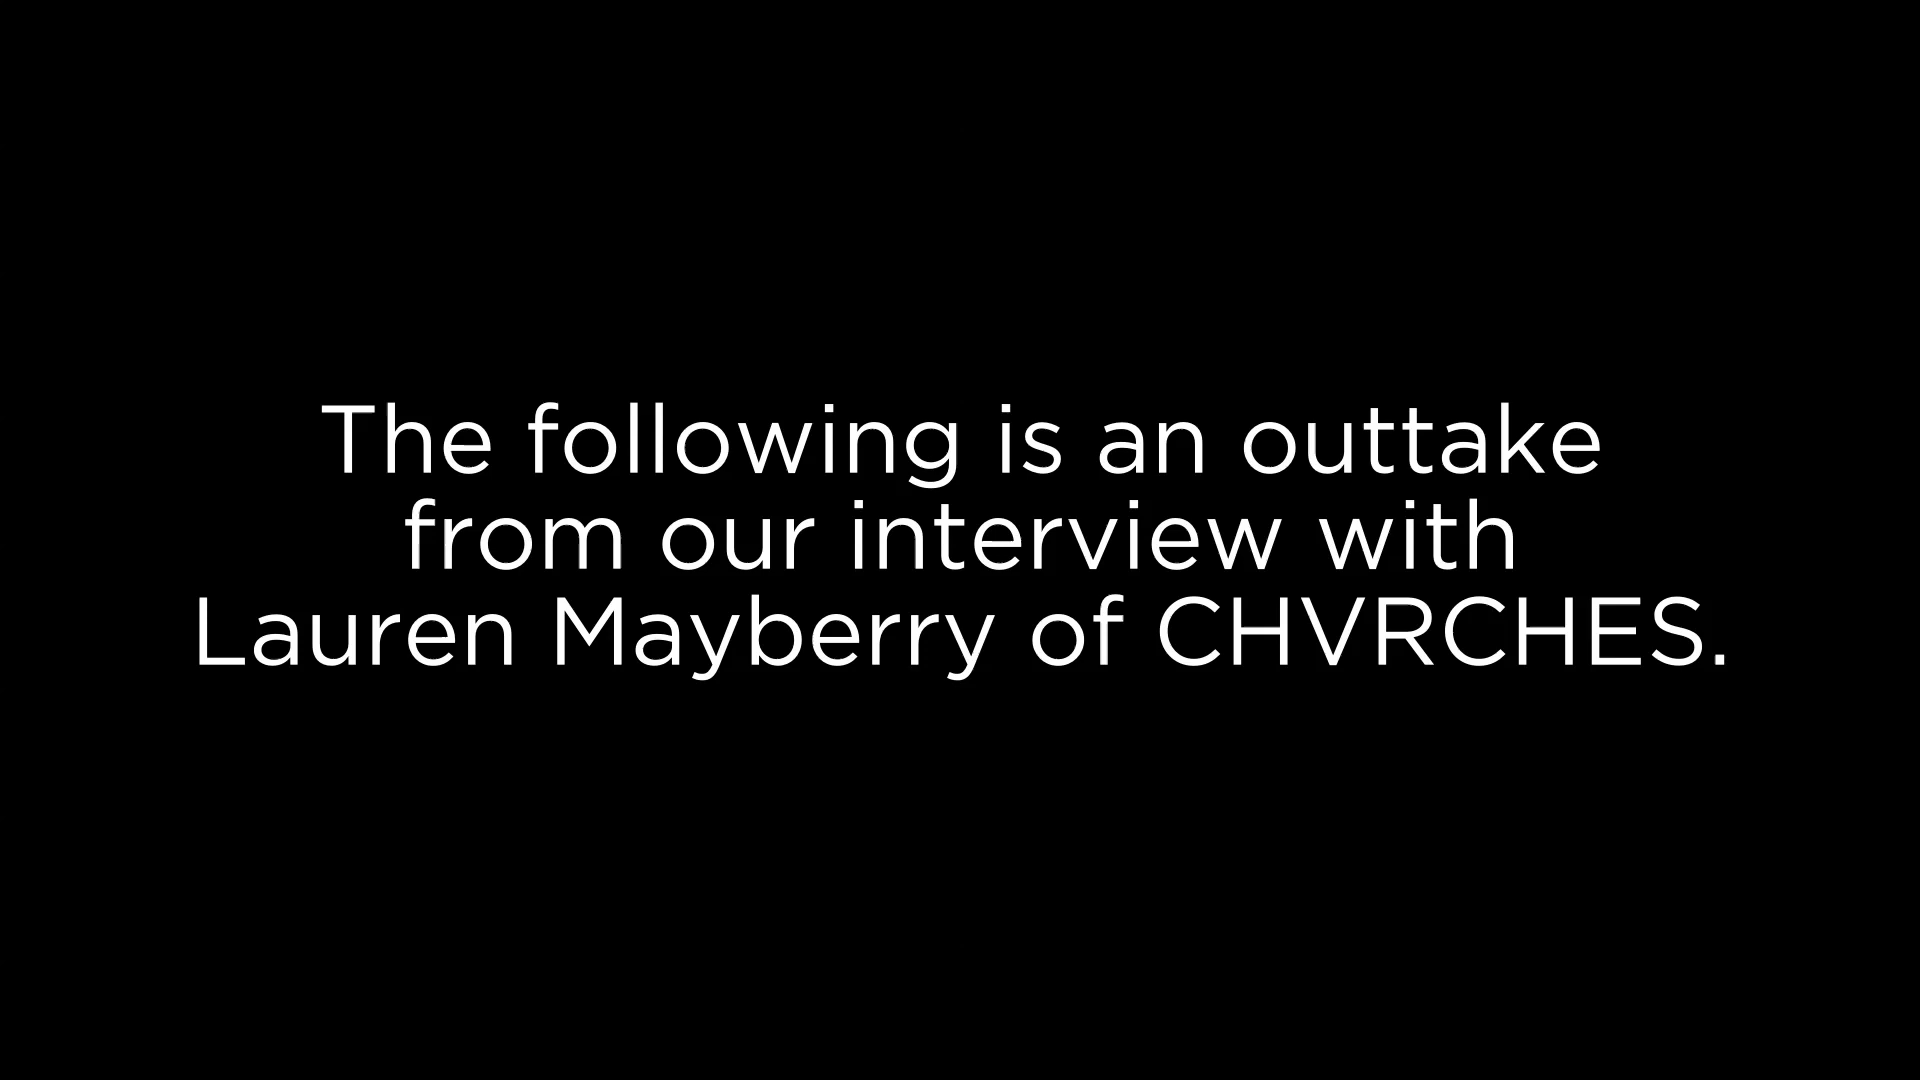 The following is an outtake
from our interview with
Lauren Mayberry of CHVRCHES.